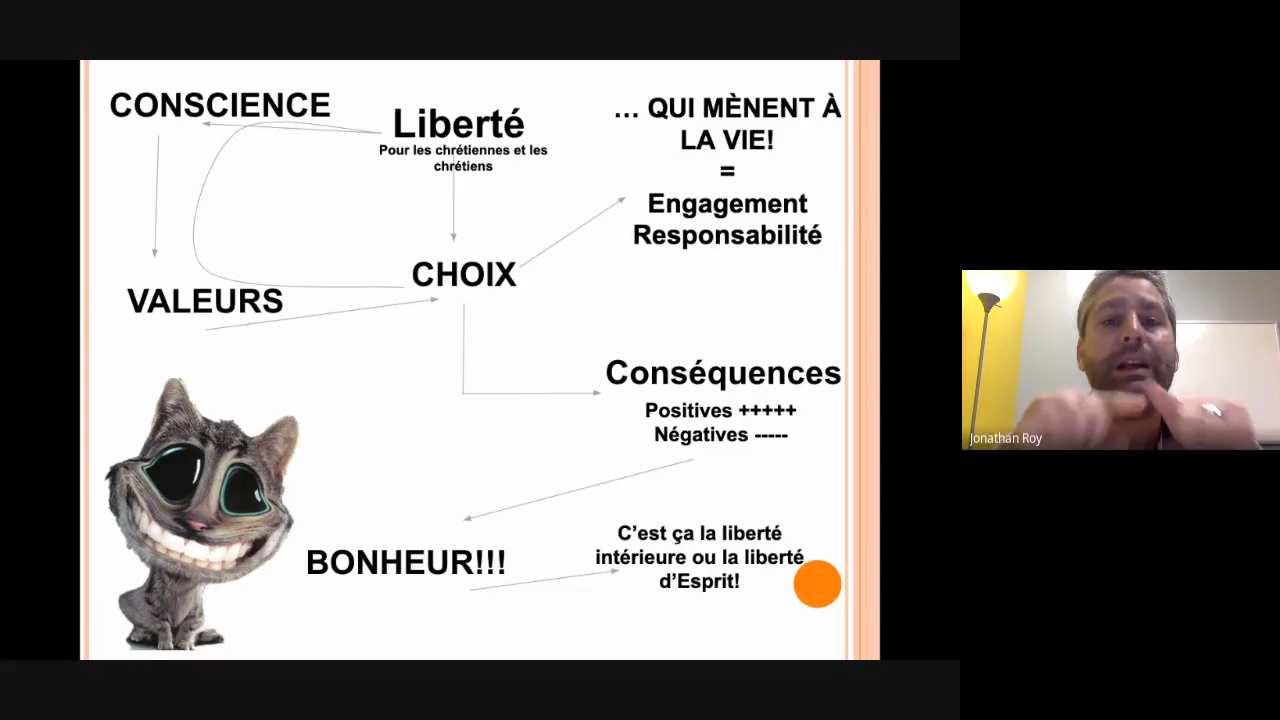 CONSCIENCE
Liberté
Pour les chrétiennes et les
chrétiens
… QUI MÈNENT À
LA VIE!
=
Engagement
Responsabilité
CHOIX
VALEURS
Conséquences
Positives +++++
Négatives -----
BONHEUR!!!
C’est ça la liberté
intérieure ou la liberté
d’Esprit!
Jonathan Roy